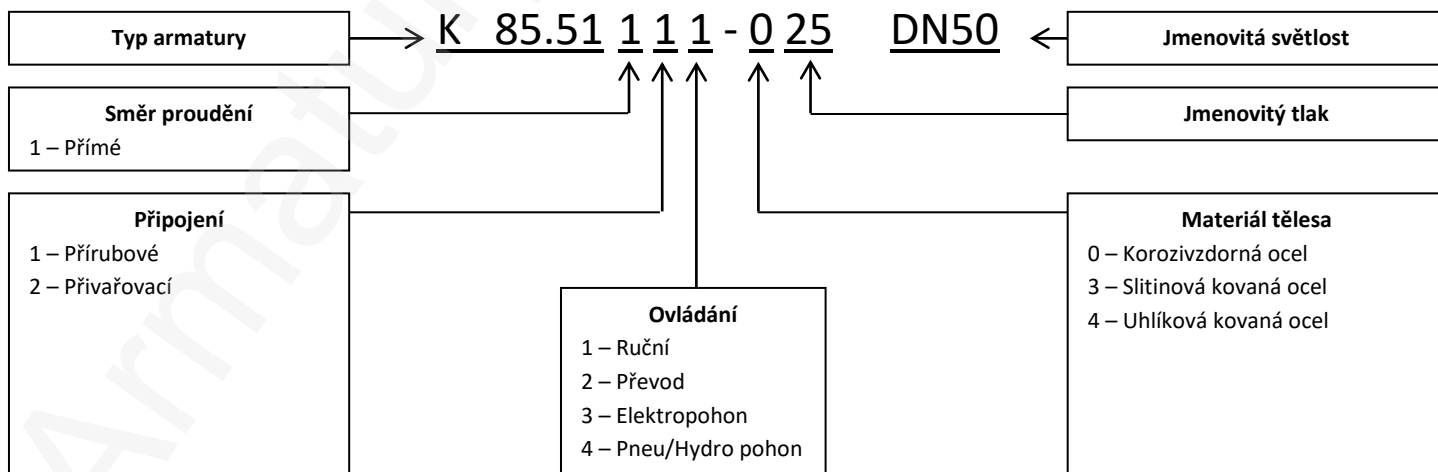 Typ armatury
K 85.51 1 1 1 - 0 25 DN50
Jmenovitá světlost
Směr proudění
1 – Přímé
Jmenovitý tlak
Připojení
1 – Přírubové
2 – Přivařovací
Ovládání
1 – Ruční
2 – Převod
3 – Elektropohon
4 – Pneu/Hydro pohon
Materiál tělesa
0 – Korozivzdorná ocel
3 – Slitinová kovaná ocel
4 – Uhlíková kovaná ocel
Armatu